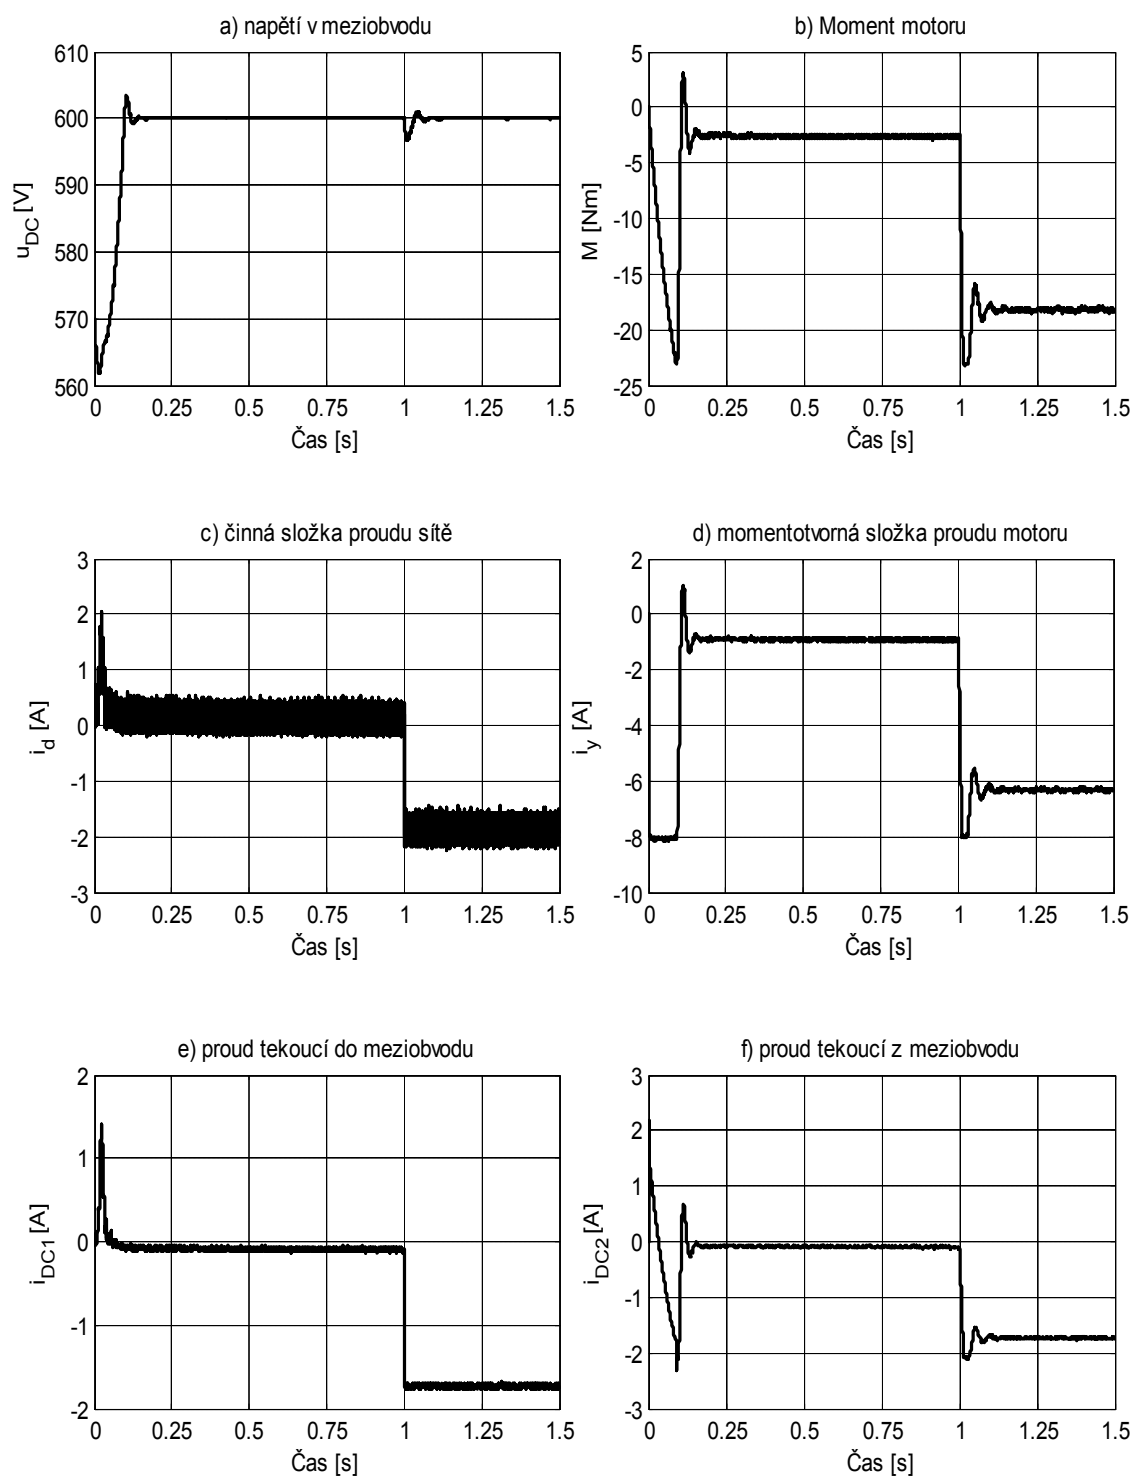 a) napětí v meziobvodu
610
600
590
580
570
560
u_DC [V]
0 0.25 0.5 0.75 1 1.25 1.5
Čas [s]
b) Moment motoru
5
0
-5
-10
-15
-20
-25
M [Nm]
0 0.25 0.5 0.75 1 1.25 1.5
Čas [s]
c) činná složka proudu sítě
3
2
1
0
-1
-2
-3
i_d [A]
0 0.25 0.5 0.75 1 1.25 1.5
Čas [s]
d) momentotvorná složka proudu motoru
2
0
-2
-4
-6
-8
-10
i_y [A]
0 0.25 0.5 0.75 1 1.25 1.5
Čas [s]
e) proud tekoucí do meziobvodu
2
1
0
-1
-2
i_DC1 [A]
0 0.25 0.5 0.75 1 1.25 1.5
Čas [s]
f) proud tekoucí z meziobvodu
3
2
1
0
-1
-2
-3
i_DC2 [A]
0 0.25 0.5 0.75 1 1.25 1.5
Čas [s]